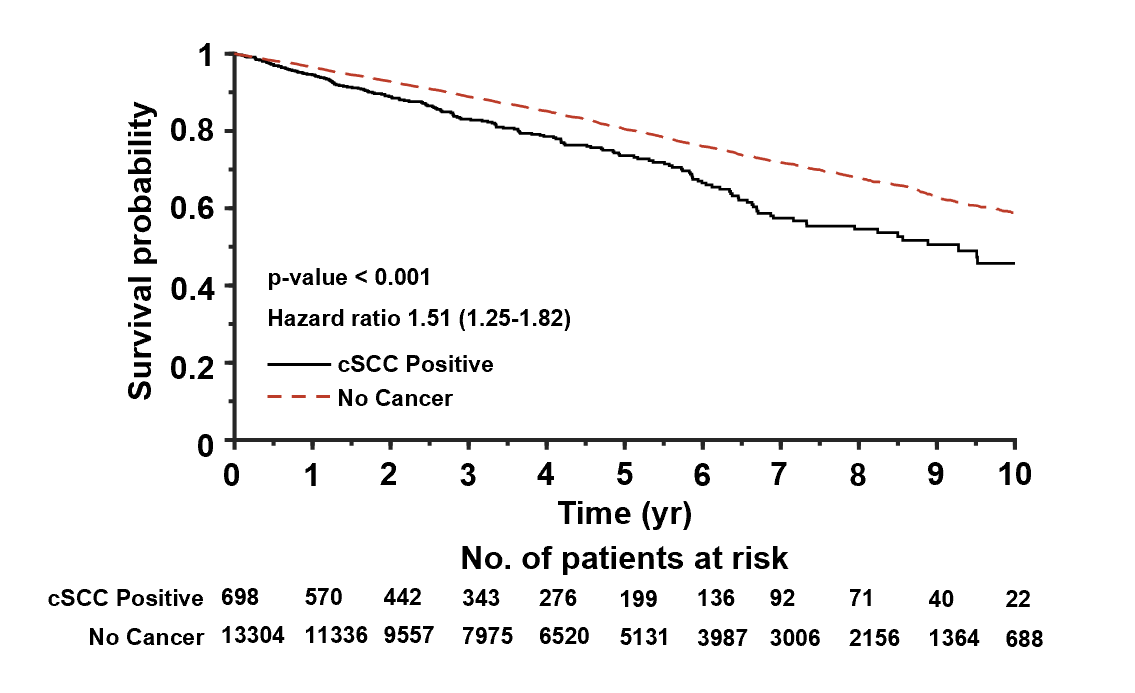 1
0.8
0.6
0.4
0.2
0
Survival probability
p-value < 0.001
Hazard ratio 1.51 (1.25-1.82)
cSCC Positive
No Cancer
0 1 2 3 4 5 6 7 8 9 10
Time (yr)
No. of patients at risk
cSCC Positive 698 570 442 343 276 199 136 92 71 40 22
No Cancer 13304 11336 9557 7975 6520 5131 3987 3006 2156 1364 688